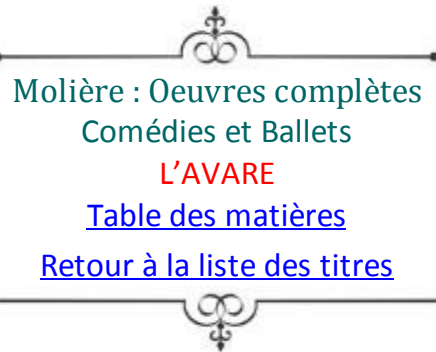 Molière : Oeuvres complètes
Comédies et Ballets
L’AVARE
Table des matières
Retour à la liste des titres